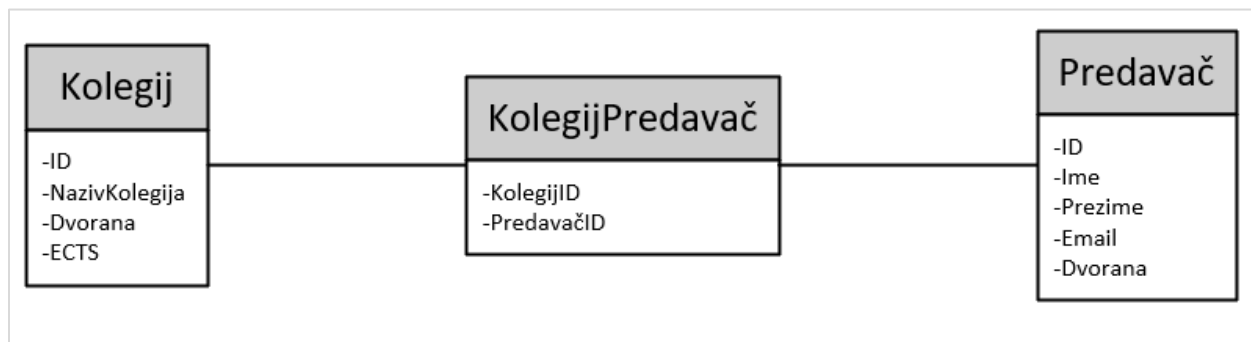 Kolegij
-ID
-NazivKolegija
-Dvorana
-ECTS
KolegijPredavač
-KolegijID
-PredavačID
Predavač
-ID
-Ime
-Prezime
-Email
-Dvorana